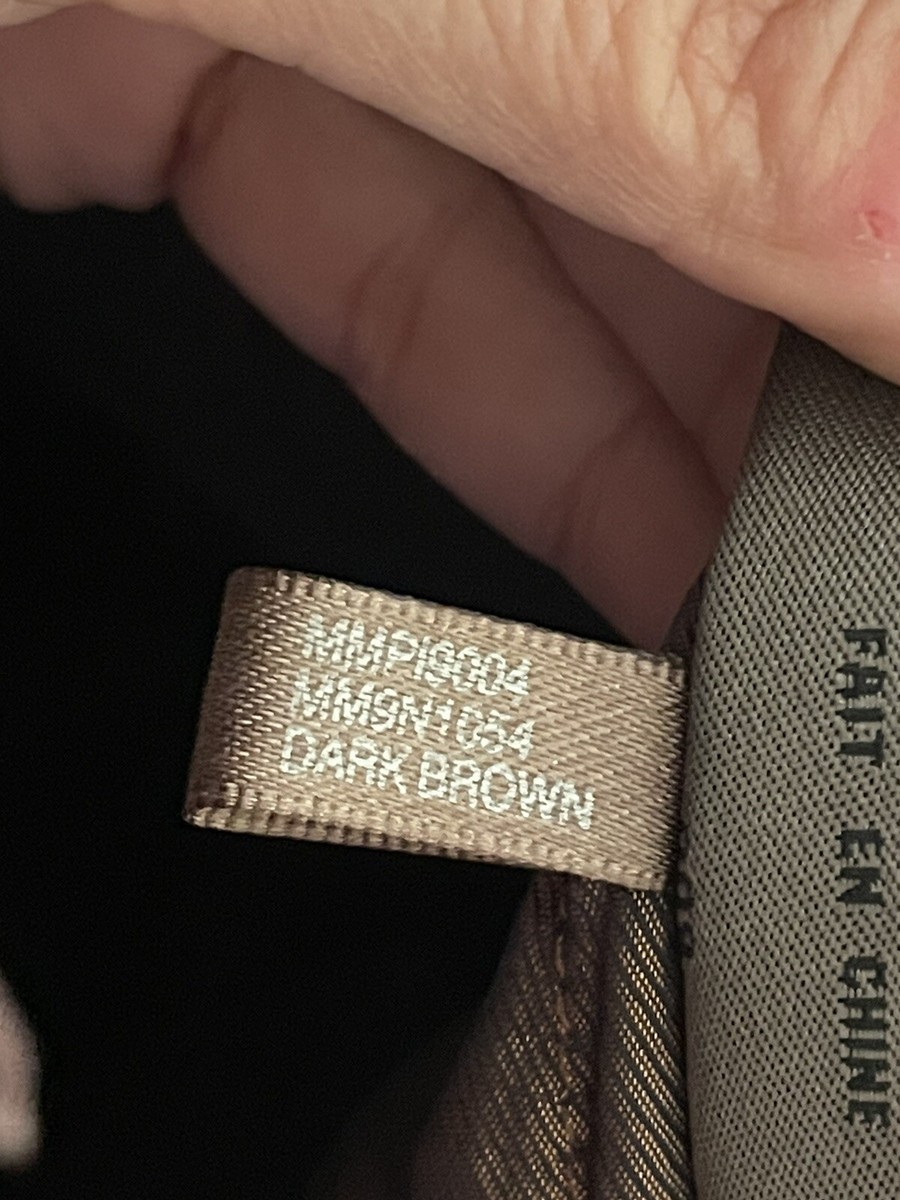 MMPI9004
MM9N1054
DARK BROWN
FAIT EN CHINE